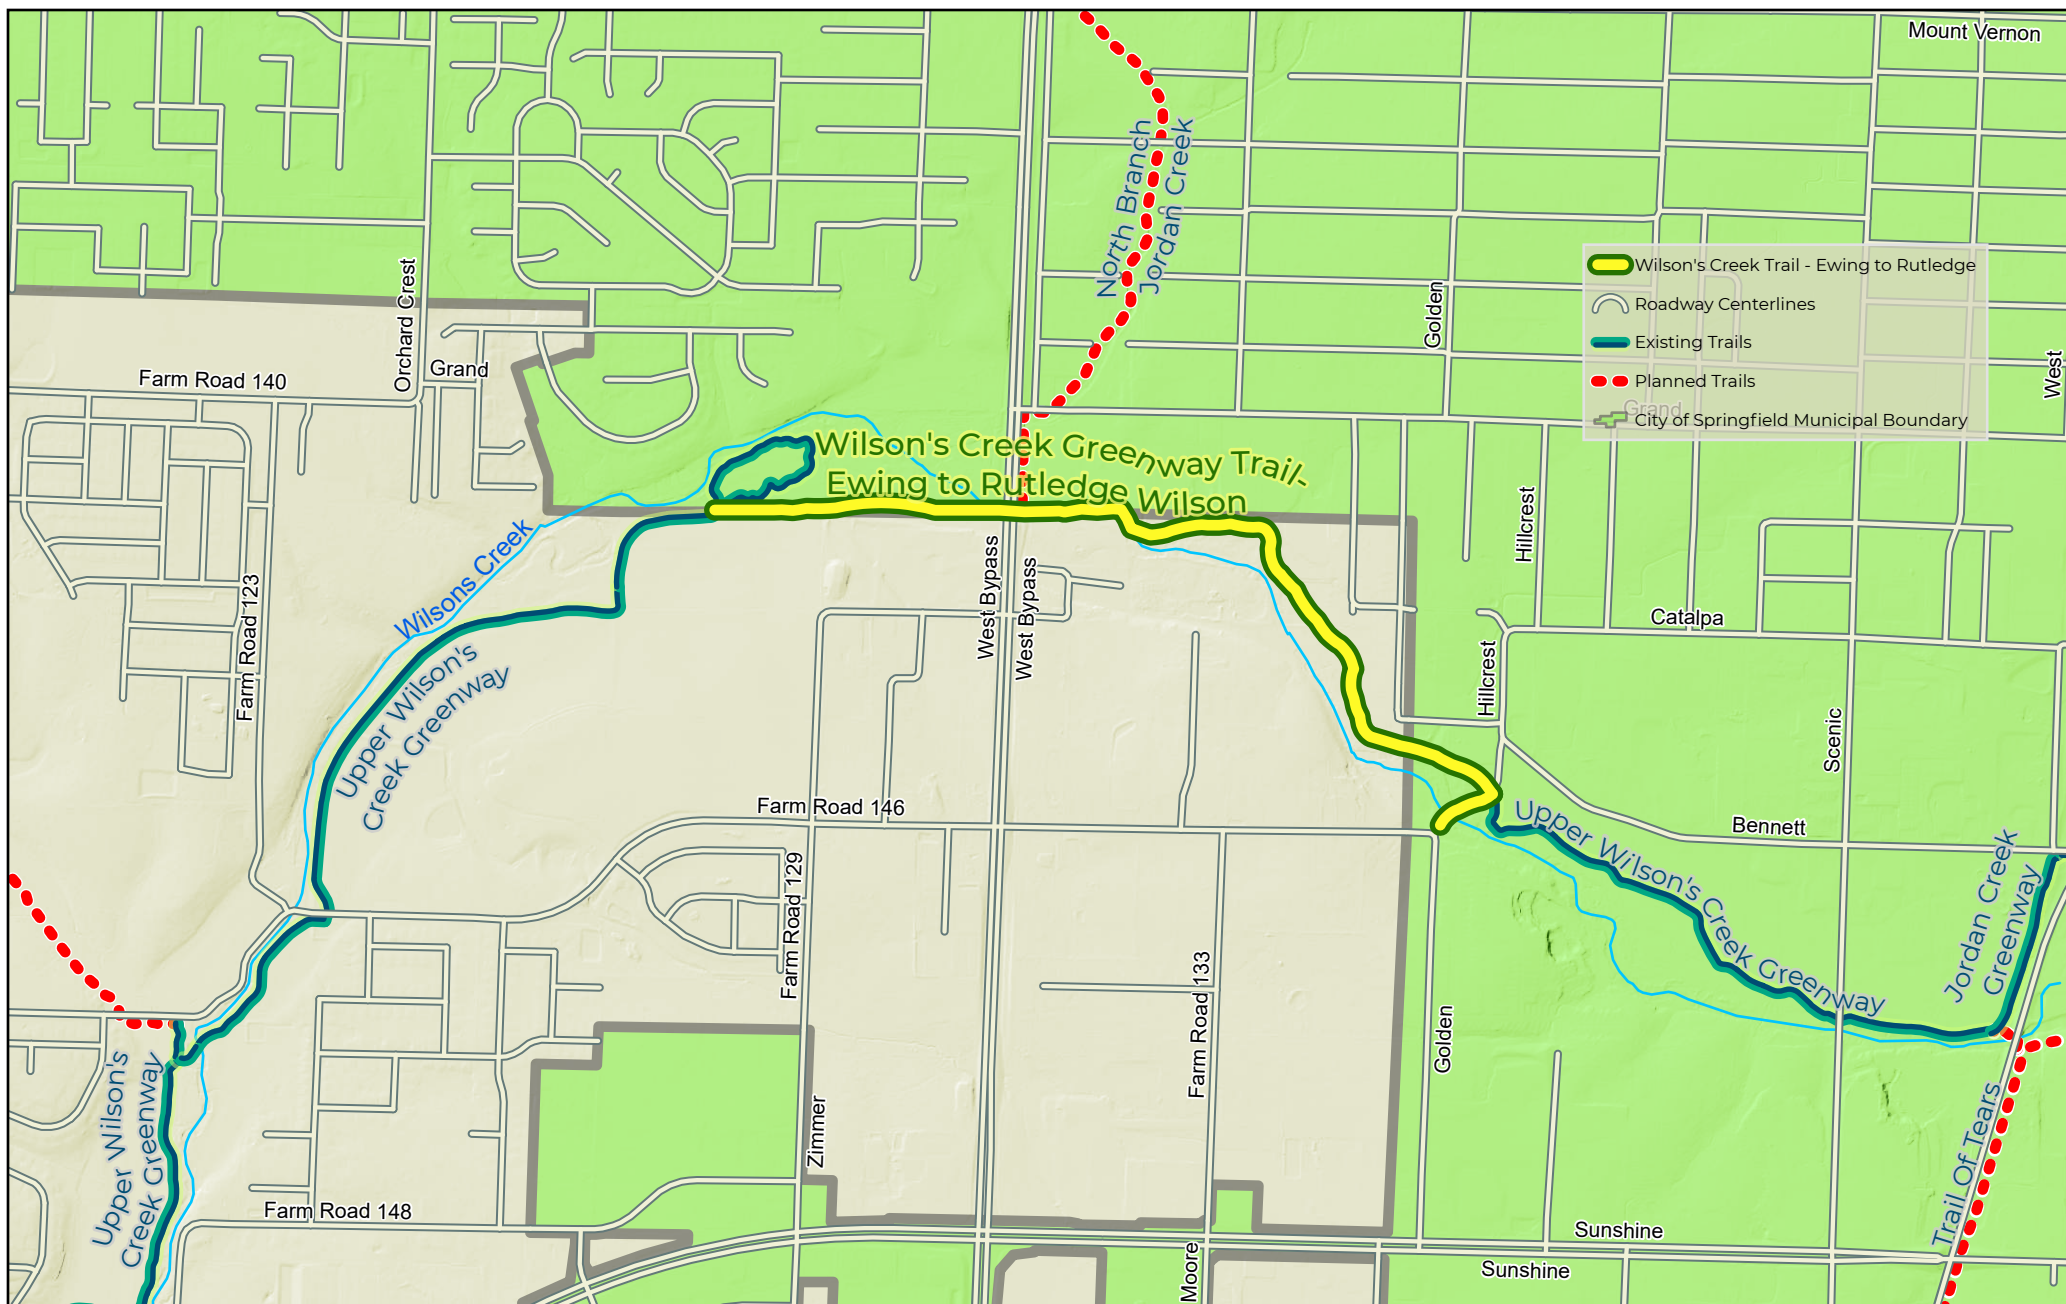 Mount Vernon
North Branch
Jordan Creek
Wilson's Creek Trail - Ewing to Rutledge
Roadway Centerlines
Existing Trails
Planned Trails
Grand
City of Springfield Municipal Boundary
Orchard Crest
Golden
West
Grand
Farm Road 140
Wilson's Creek Greenway Trail-
Ewing to Rutledge Wilson
Hillcrest
Wilsons Creek
Farm Road 123
West Bypass
West Bypass
Catalpa
Upper Wilson's
Creek Greenway
Hillcrest
Scenic
Farm Road 146
Bennett
Upper Wilson's Creek Greenway
Jordan Creek
Greenway
Farm Road 129
Farm Road 133
Golden
Upper Wilson's
Creek Greenway
Zimmer
Trail Of Tears
Farm Road 148
Sunshine
Sunshine
Moore